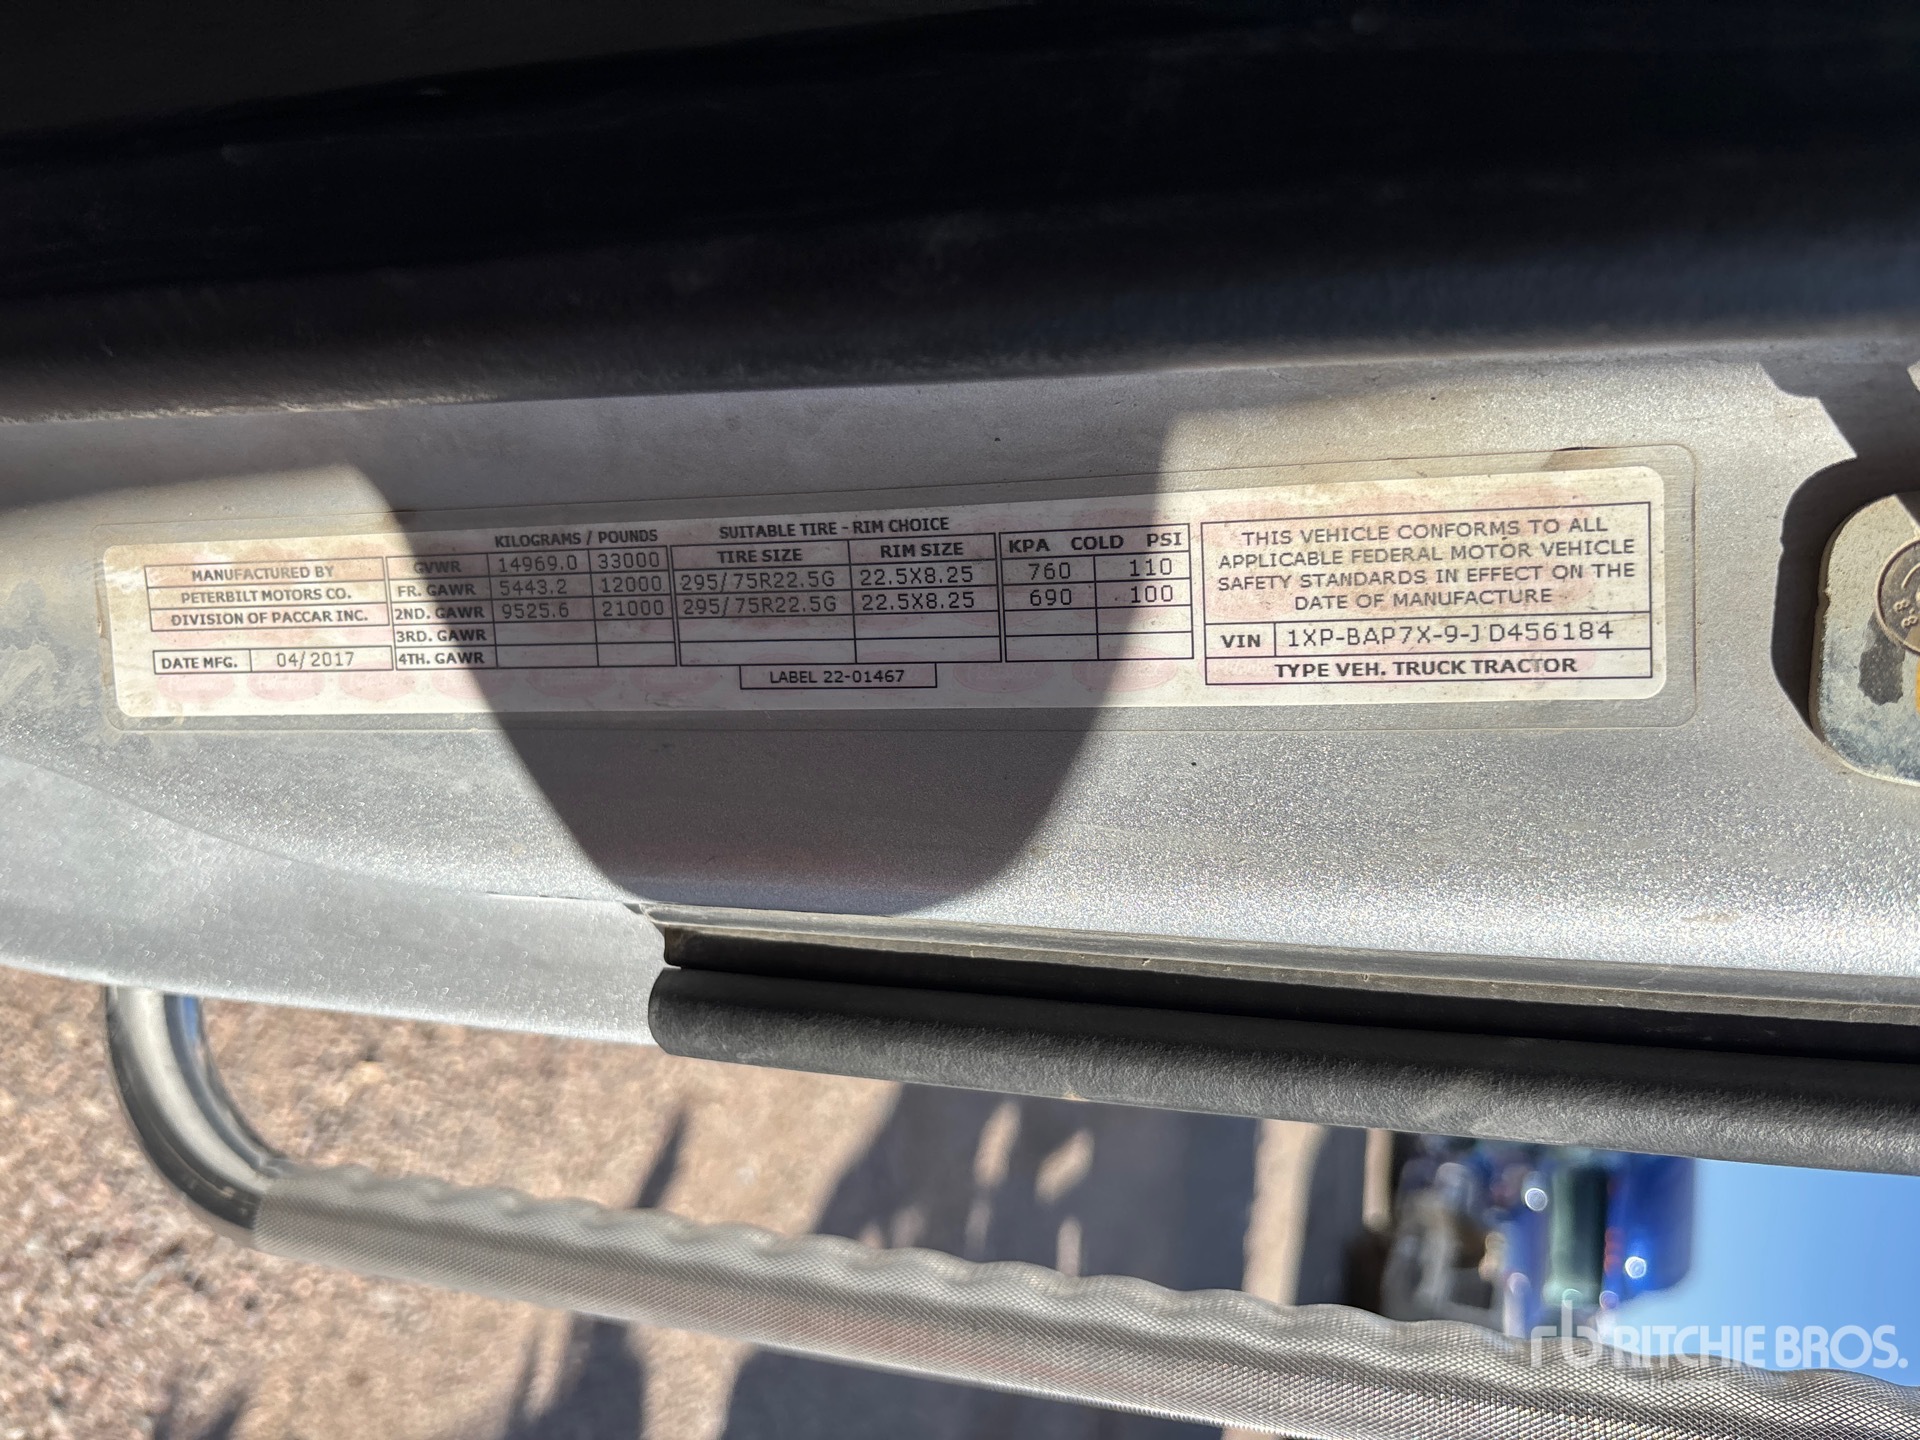 MANUFACTURED BY
PETERBILT MOTORS CO.
DIVISION OF PACCAR INC.
DATE MFG. 04/2017
KILOGRAMS / POUNDS
GVWR 14969.0 33000
FR. GAWR 5443.2 12000
2ND. GAWR 9525.6 21000
3RD. GAWR
4TH. GAWR
SUITABLE TIRE - RIM CHOICE
TIRE SIZE RIM SIZE
295/75R22.5G 22.5X8.25
295/75R22.5G 22.5X8.25
KPA COLD PSI
760 110
690 100
LABEL 22-01467
THIS VEHICLE CONFORMS TO ALL
APPLICABLE FEDERAL MOTOR VEHICLE
SAFETY STANDARDS IN EFFECT ON THE
DATE OF MANUFACTURE
VIN 1XP-BAP7X-9-JD456184
TYPE VEH. TRUCK TRACTOR
8.8
rb RITCHIE BROS.